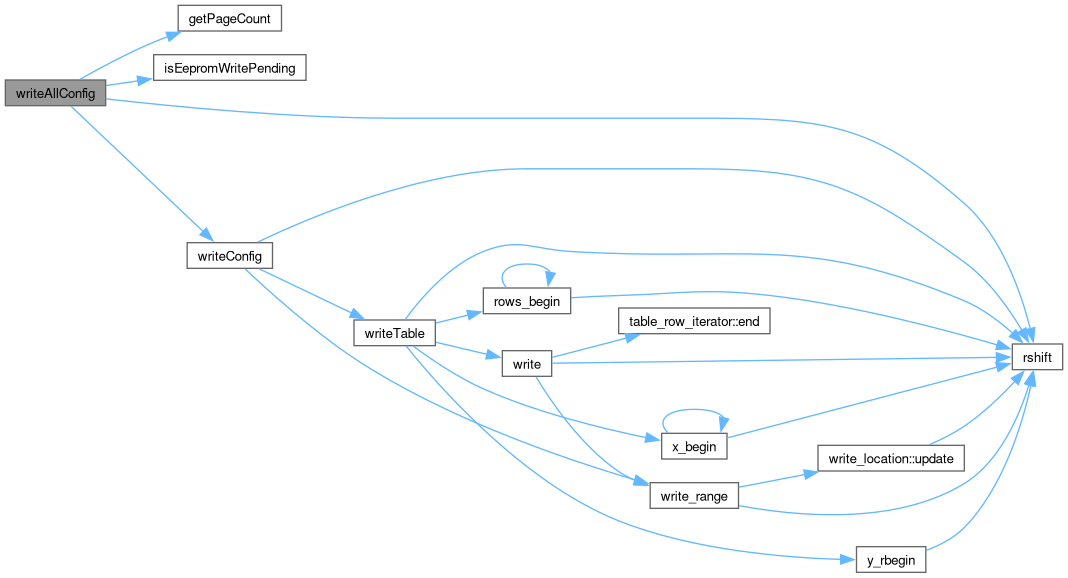 getPageCount
isEepromWritePending
writeAllConfig
writeConfig
rows_begin
table_row_iterator::end
writeTable
write
rshift
x_begin
write_location::update
write_range
y_rbegin